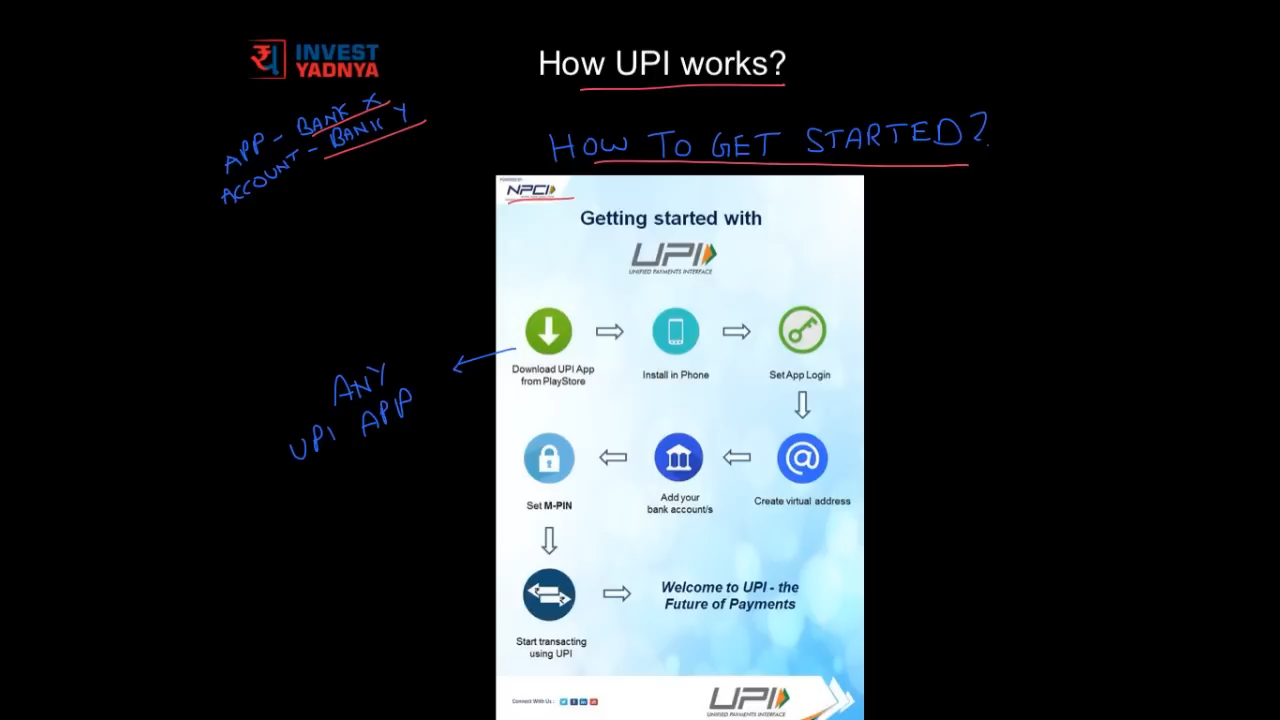 INVEST
YADNYA
How UPI works?
APP - BANK X
ACCOUNT - BANK Y
HOW TO GET STARTED?
POWERED BY
NPCI
Getting started with
UPI
UNIFIED PAYMENTS INTERFACE
Download UPI App
from PlayStore
Install in Phone
Set App Login
ANY
UPI APP
Set M-PIN
Add your
bank account/s
Create virtual address
Welcome to UPI - the
Future of Payments
Start transacting
using UPI
Connect With Us :
UPI
UNIFIED PAYMENTS INTERFACE